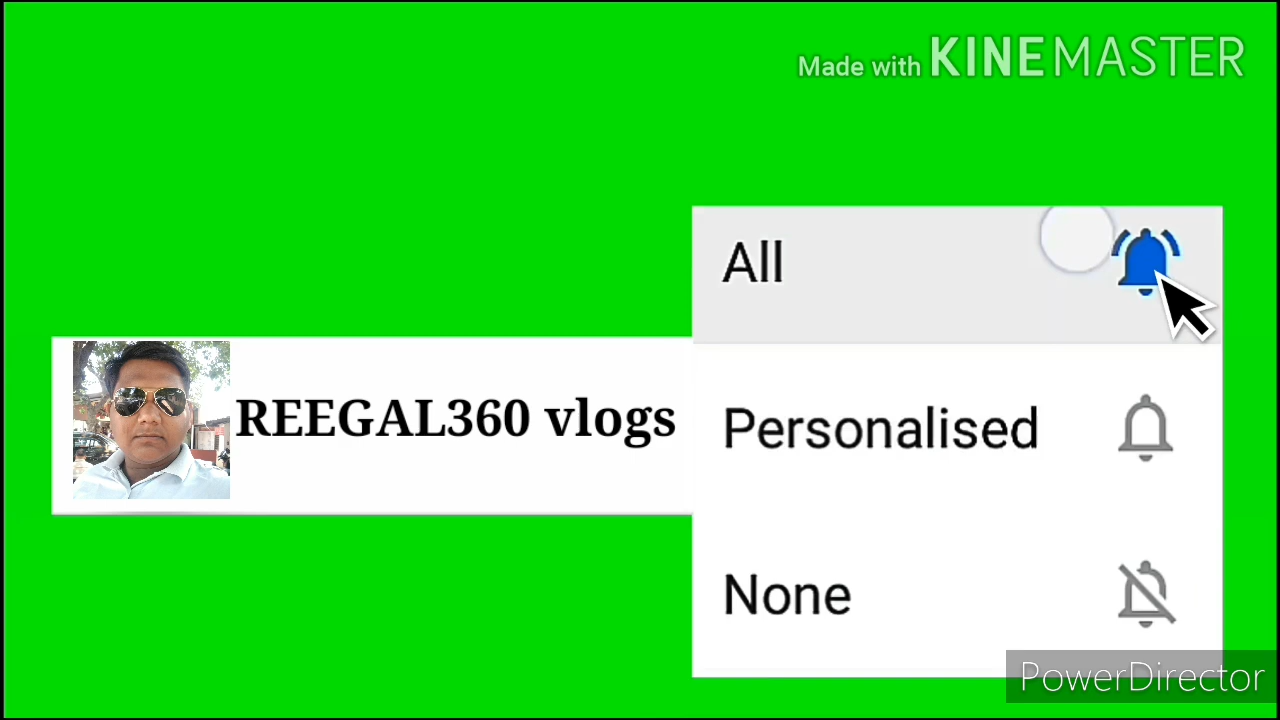 Made with KINEMASTER
All
REEGAL360 vlogs
Personalised
None
PowerDirector